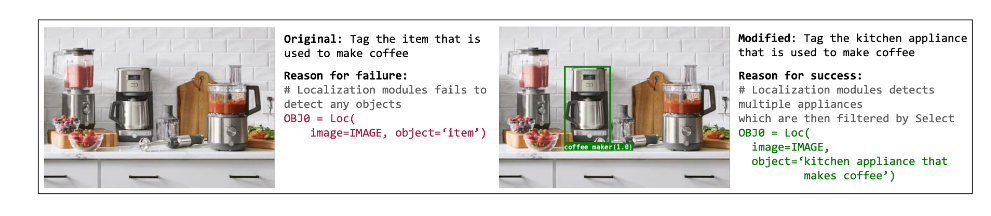 Original: Tag the item that is
used to make coffee
Reason for failure:
# Localization modules fails to
detect any objects
OBJ0 = Loc(
image=IMAGE, object=‘item’)
coffee maker(1.0)
Modified: Tag the kitchen appliance
that is used to make coffee
Reason for success:
# Localization modules detects
multiple appliances
which are then filtered by Select
OBJ0 = Loc(
image=IMAGE,
object=‘kitchen appliance that
makes coffee’)